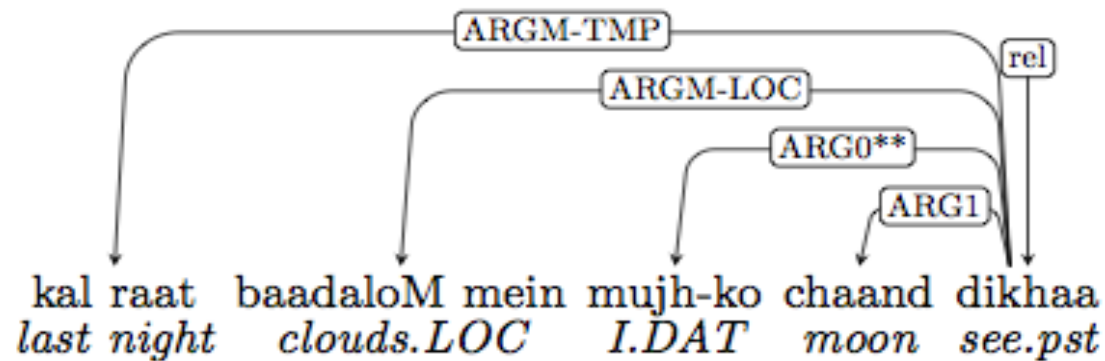 ARGM-TMP
rel
ARGM-LOC
ARG0**
ARG1
kal raat baadaloM mein mujh-ko chaand dikhaa
last night clouds.LOC I.DAT moon see.pst